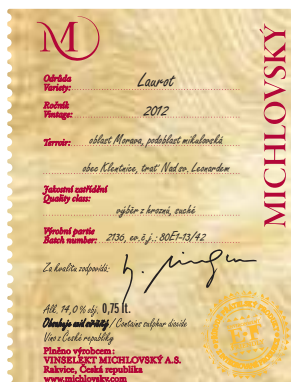 M
MICHLOVSKÝ
Odrůda
Variety: Laurot
Ročník
Vintage: 2012
Terroir: oblast Morava, podoblast mikulovská
obec Klentnice, trať Nad sv. Leonardem
Jakostní zatřídění
Quality class:
výběr z hroznů, suché
Výrobní partie
Batch number: 2136, ev.č.j.: 80E1-13/42
Za kvalitu zodpovídá:
Alk. 14,0 % obj. 0,75 lt.
Obsahuje oxid siřičitý / Contains sulphur dioxide
Víno z České republiky
Plněno výrobcem:
VINSELEKT MICHLOVSKÝ A.S.
Rakvice, Česká republika
www.michlovsky.com